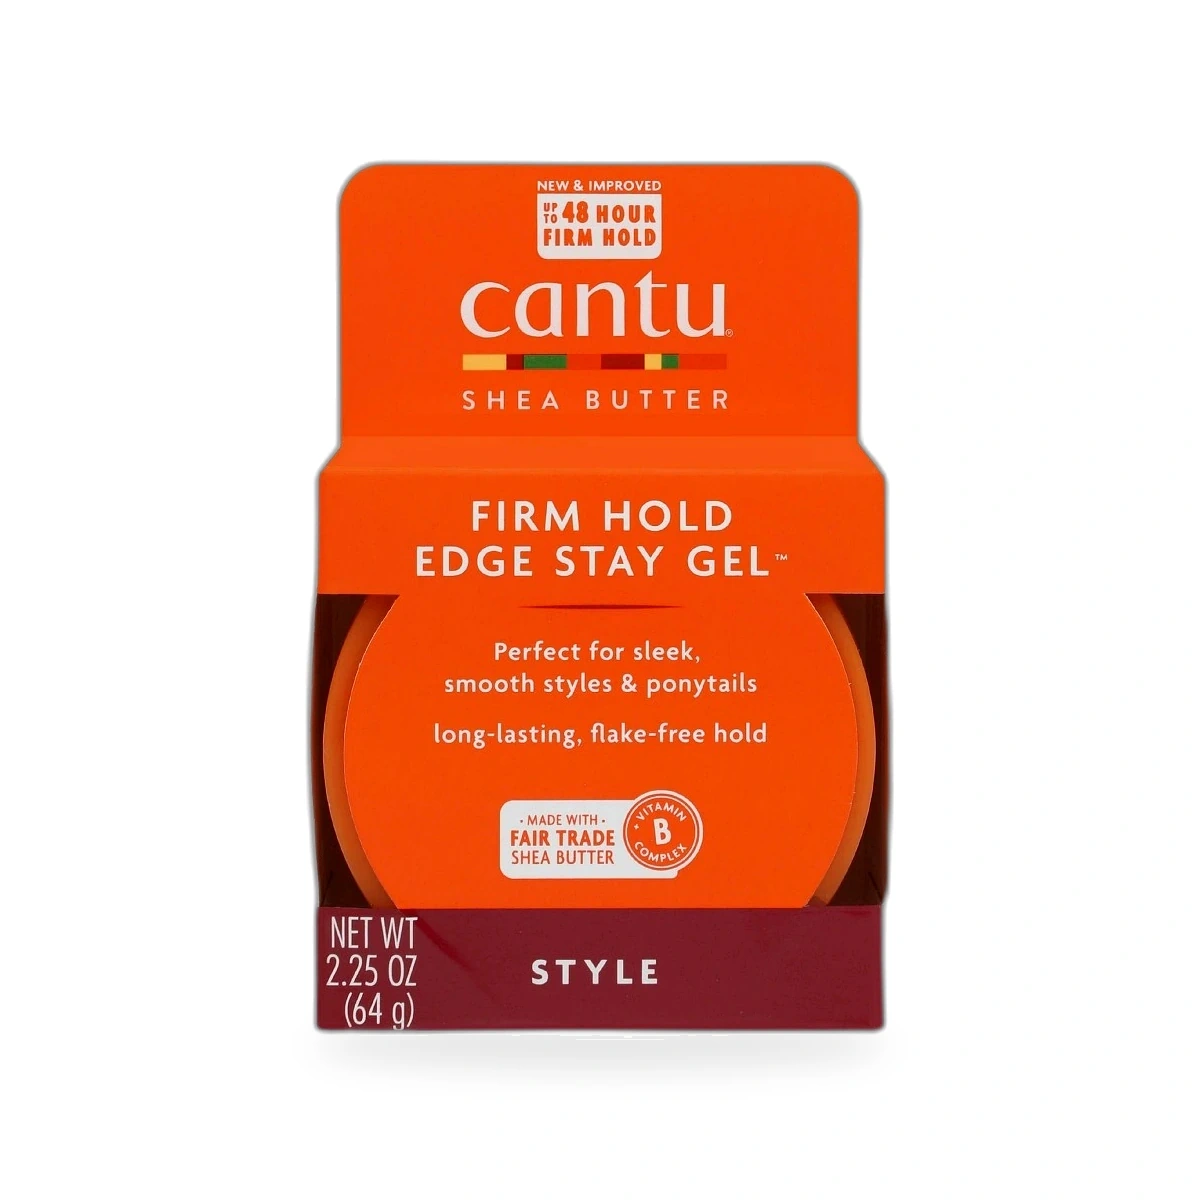 NEW & IMPROVED
UP TO 48 HOUR
FIRM HOLD
cantu®
SHEA BUTTER
FIRM HOLD
EDGE STAY GEL™
Perfect for sleek,
smooth styles & ponytails
long-lasting, flake-free hold
• MADE WITH •
FAIR TRADE
SHEA BUTTER
• VITAMIN •
B
COMPLEX
NET WT
2.25 OZ
(64 g)
STYLE